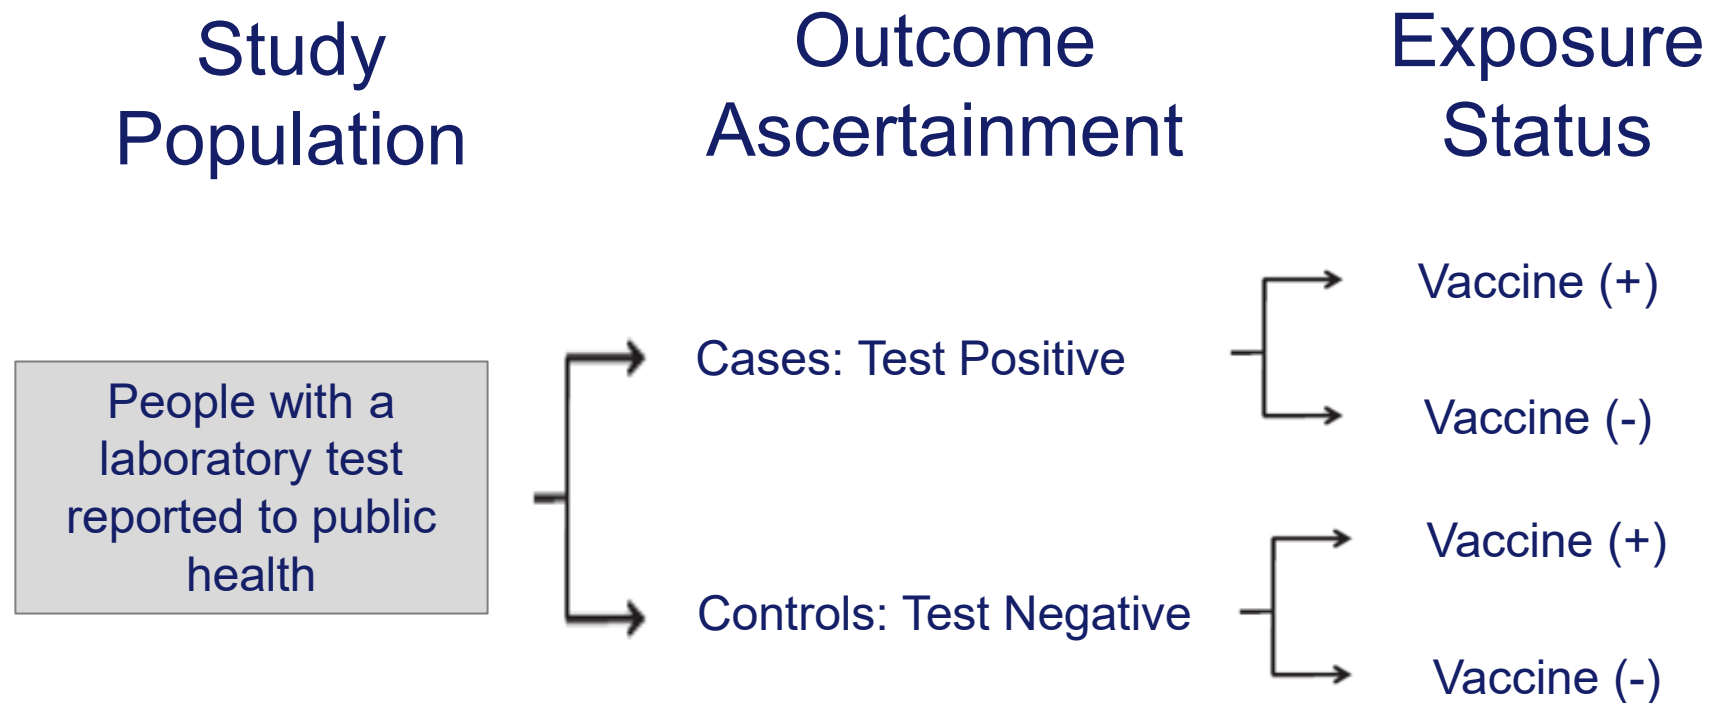 Study
Population
Outcome
Ascertainment
Exposure
Status
People with a
laboratory test
reported to public
health
Cases: Test Positive
Controls: Test Negative
Vaccine (+)
Vaccine (-)
Vaccine (+)
Vaccine (-)